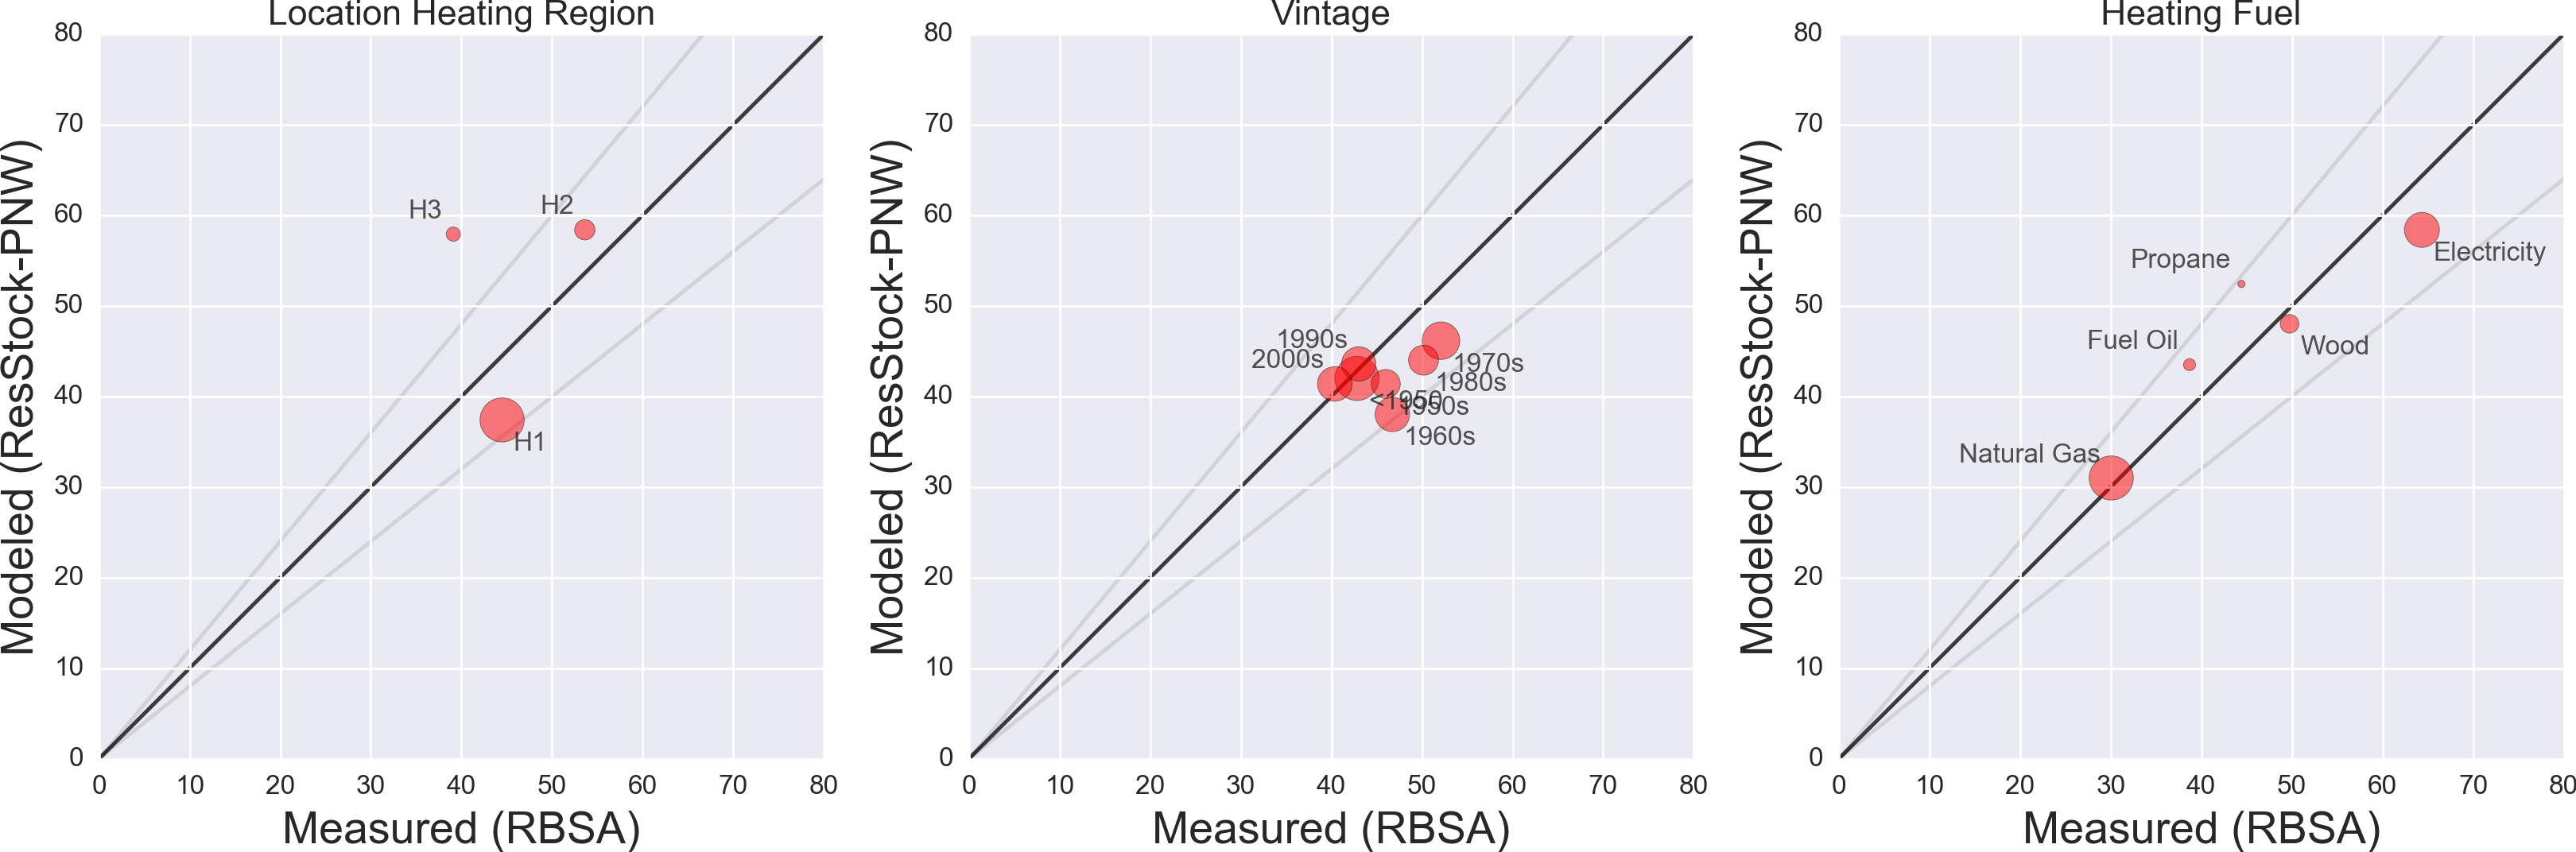 Location Heating Region
80
70
60
50
40
30
20
10
0
0 10 20 30 40 50 60 70 80
Modeled (ResStock-PNW)
Measured (RBSA)
H3
H2
H1
Vintage
80
70
60
50
40
30
20
10
0
0 10 20 30 40 50 60 70 80
Modeled (ResStock-PNW)
Measured (RBSA)
1990s
2000s
1970s
1980s
<1950
1950s
1960s
Heating Fuel
80
70
60
50
40
30
20
10
0
0 10 20 30 40 50 60 70 80
Modeled (ResStock-PNW)
Measured (RBSA)
Electricity
Propane
Fuel Oil
Wood
Natural Gas